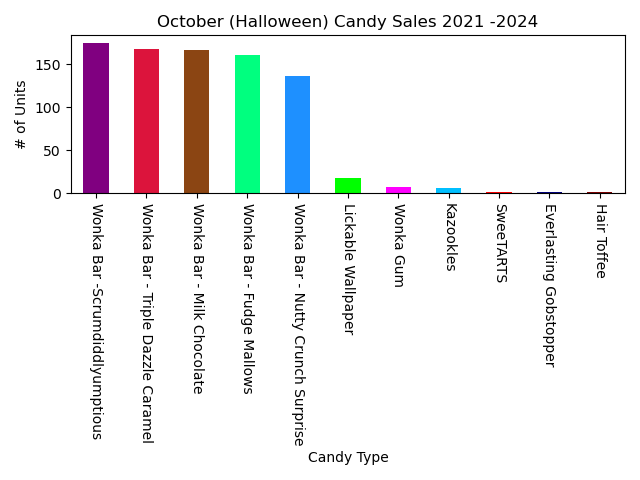 October (Halloween) Candy Sales 2021 -2024
# of Units
150
100
50
0
Wonka Bar -Scrumdiddlyumptious
Wonka Bar - Triple Dazzle Caramel
Wonka Bar - Milk Chocolate
Wonka Bar - Fudge Mallows
Wonka Bar - Nutty Crunch Surprise
Lickable Wallpaper
Wonka Gum
Kazookles
SweeTARTS
Everlasting Gobstopper
Hair Toffee
Candy Type